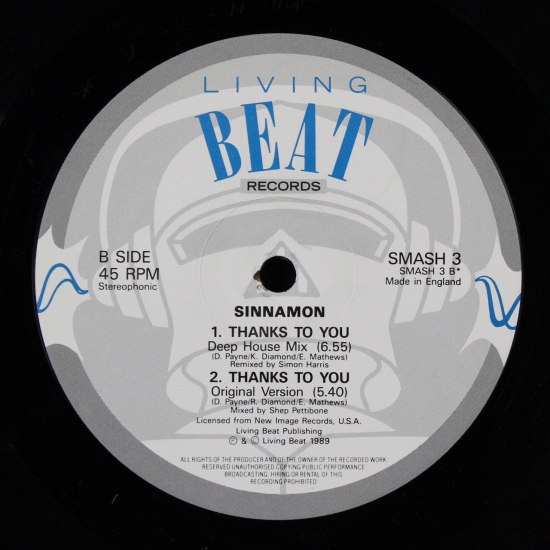 LIVING
BEAT
RECORDS
B SIDE
45 RPM
Stereophonic
SMASH 3
SMASH 3 B*
Made in England
SINNAMON
1. THANKS TO YOU
Deep House Mix (6.55)
(D. Payne/K. Diamond/E. Mathews)
Remixed by Simon Harris
2. THANKS TO YOU
Original Version (5.40)
(D. Payne/R. Diamond/E. Mathews)
Mixed by Shep Pettibone
Licensed from New Image Records, U.S.A.
Living Beat Publishing
℗ & © Living Beat 1989
ALL RIGHTS OF THE PRODUCER AND OF THE OWNER OF THE RECORDED WORK
RESERVED UNAUTHORISED COPYING PUBLIC PERFORMANCE
BROADCASTING, HIRING OR RENTAL OF THIS
RECORDING PROHIBITED